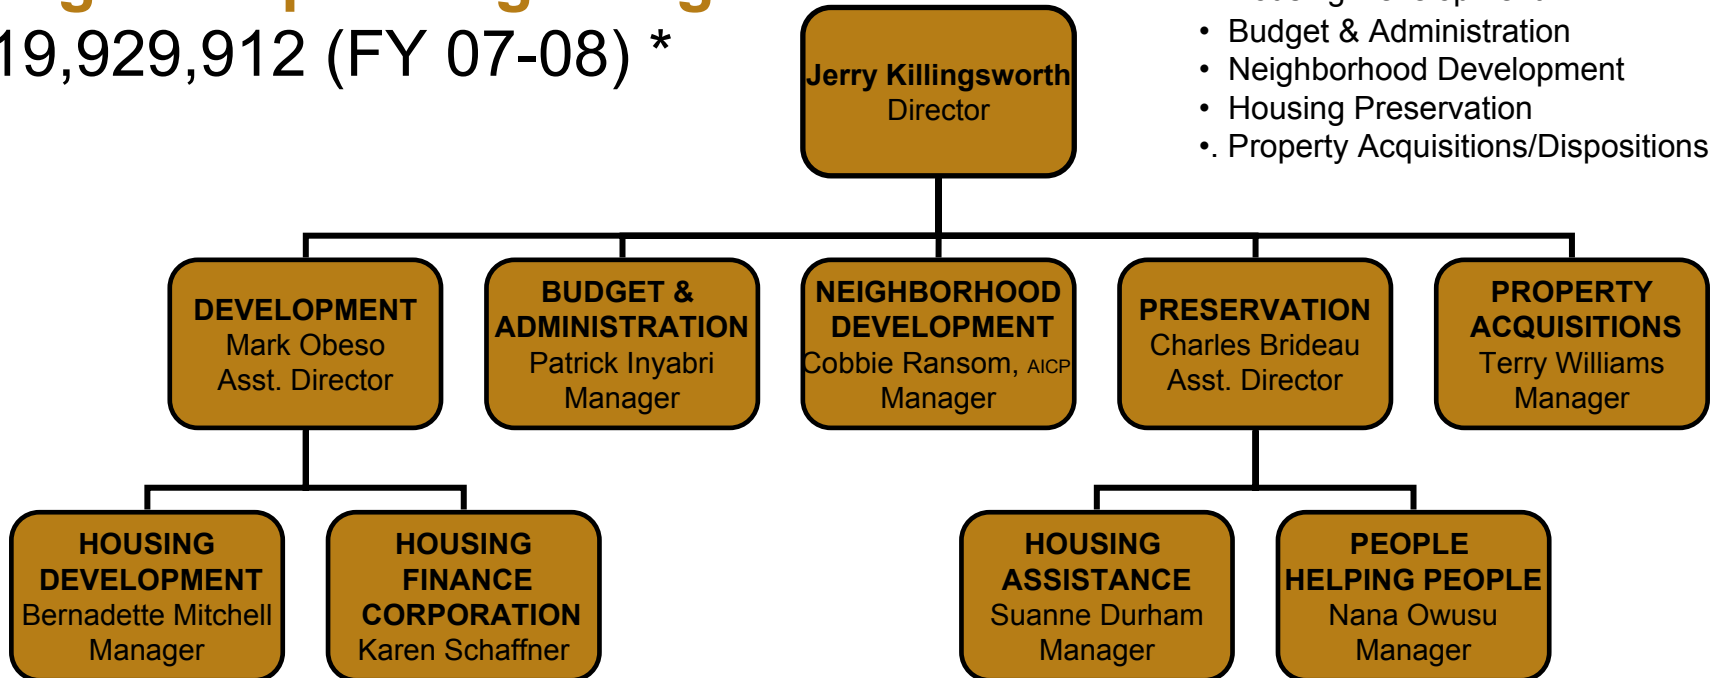 19,929,912 (FY 07-08) *
• Budget & Administration
• Neighborhood Development
• Housing Preservation
•. Property Acquisitions/Dispositions
Jerry Killingsworth
Director
DEVELOPMENT
Mark Obeso
Asst. Director
BUDGET &
ADMINISTRATION
Patrick Inyabri
Manager
NEIGHBORHOOD
DEVELOPMENT
Cobbie Ransom, AICP
Manager
PRESERVATION
Charles Brideau
Asst. Director
PROPERTY
ACQUISITIONS
Terry Williams
Manager
HOUSING
DEVELOPMENT
Bernadette Mitchell
Manager
HOUSING
FINANCE
CORPORATION
Karen Schaffner
HOUSING
ASSISTANCE
Suanne Durham
Manager
PEOPLE
HELPING PEOPLE
Nana Owusu
Manager